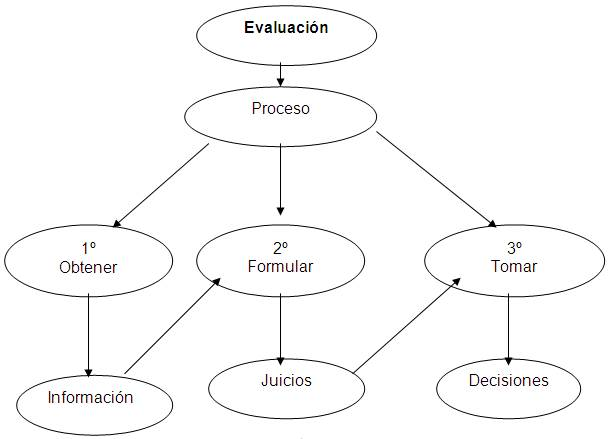 Evaluación
Proceso
1º
Obtener
2º
Formular
3º
Tomar
Información
Juicios
Decisiones